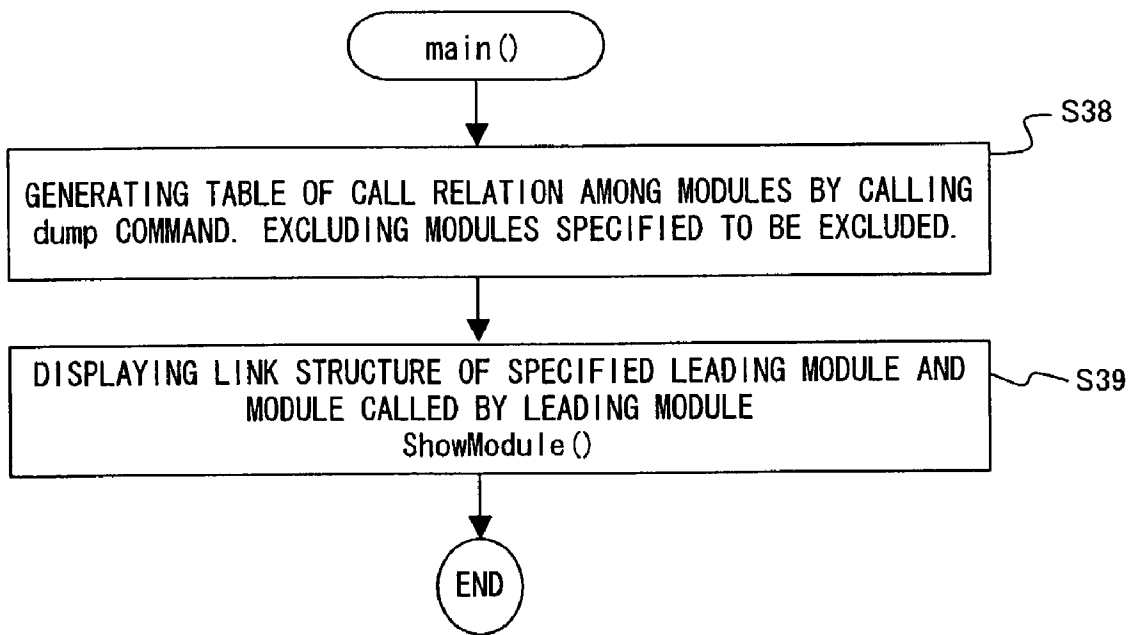 main()
S38
GENERATING TABLE OF CALL RELATION AMONG MODULES BY CALLING
dump COMMAND. EXCLUDING MODULES SPECIFIED TO BE EXCLUDED.
DISPLAYING LINK STRUCTURE OF SPECIFIED LEADING MODULE AND
MODULE CALLED BY LEADING MODULE
ShowModule()
S39
END